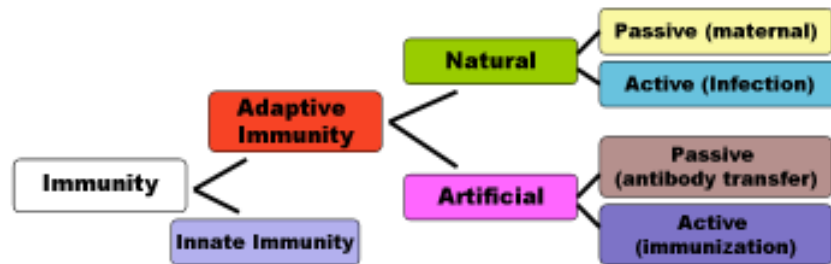 Passive (maternal)
Natural
Active (Infection)
Adaptive
Immunity
Immunity
Innate Immunity
Passive
(antibody transfer)
Artificial
Active
(immunization)